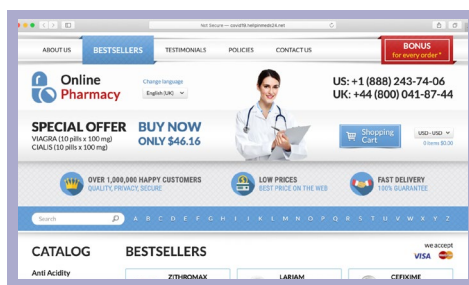 Not Secure — covid19.helpinmeds24.net
ABOUT US BESTSELLERS TESTIMONIALS POLICIES CONTACT US
BONUS
for every order*
Online
Pharmacy
Change language
English (UK)
US: +1 (888) 243-74-06
UK: +44 (800) 041-87-44
SPECIAL OFFER
VIAGRA (10 pills x 100 mg)
CIALIS (10 pills x 100 mg)
BUY NOW
ONLY $46.16
Shopping
Cart
USD - USD
0 items $0.00
OVER 1,000,000 HAPPY CUSTOMERS
QUALITY, PRIVACY, SECURE
LOW PRICES
BEST PRICE ON THE WEB
FAST DELIVERY
100% GUARANTEE
Search
A B C D E F G H I J K L M N O P Q R S T U V W X Y Z
CATALOG
BESTSELLERS
we accept
VISA
Anti Acidity
ZITHROMAX LARIAM CEFIXIME